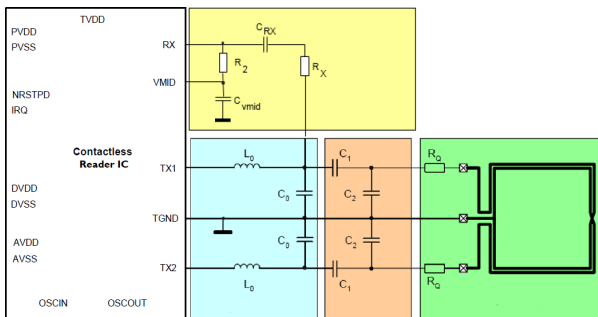 TVDD
PVDD
PVSS
RX
C_RX
R_2
R_X
VMID
C_vmid
NRSTPD
IRQ
Contactless
Reader IC
TX1
L_0
C_1
R_Q
DVDD
DVSS
C_0
C_2
TGND
AVDD
AVSS
C_0
C_2
TX2
L_0
C_1
R_Q
OSCIN OSCOUT